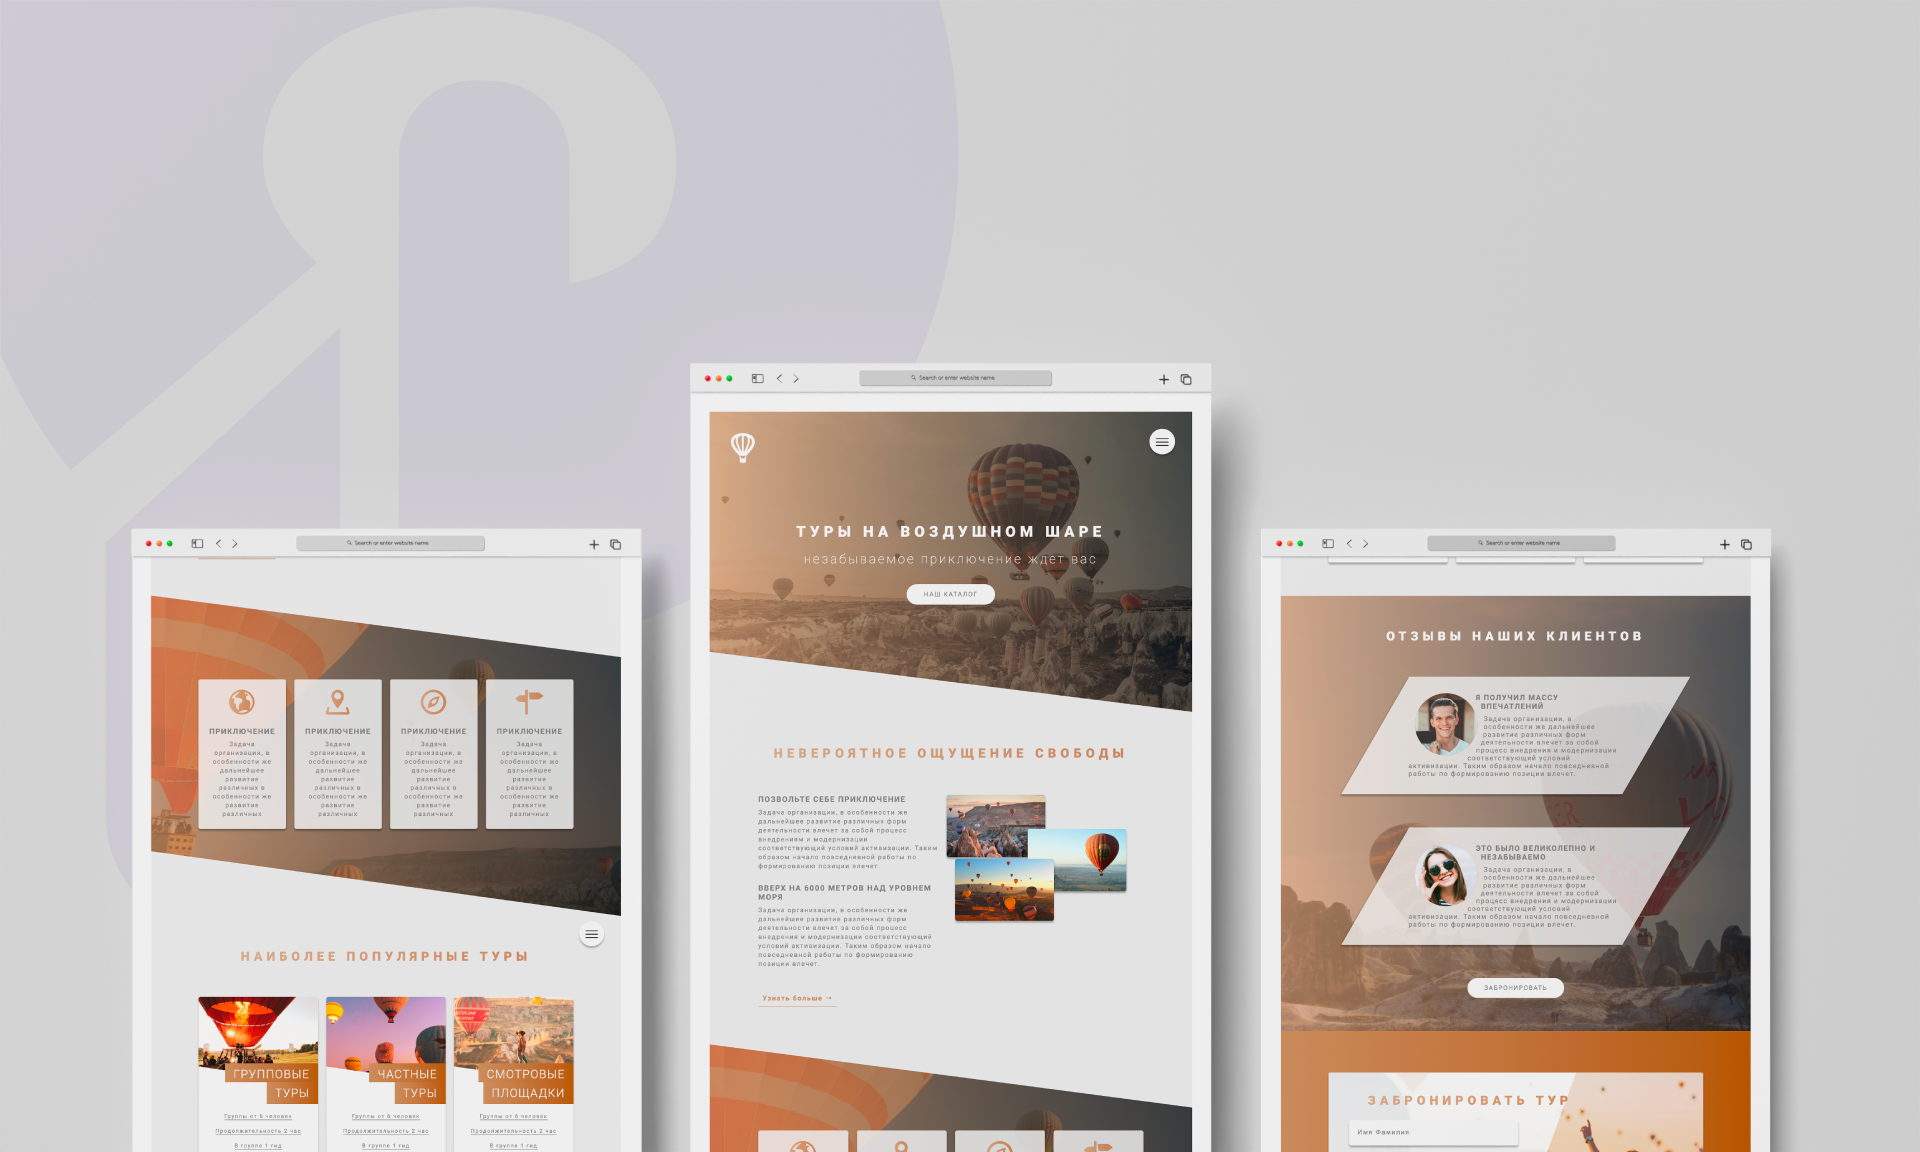 Search or enter website name
ПРИКЛЮЧЕНИЕ
Задача
организации, в
особенности же
дальнейшее
развитие
различных в
особенности же
развитие
различных
ПРИКЛЮЧЕНИЕ
Задача
организации, в
особенности же
дальнейшее
развитие
различных в
особенности же
развитие
различных
ПРИКЛЮЧЕНИЕ
Задача
организации, в
особенности же
дальнейшее
развитие
различных в
особенности же
развитие
различных
ПРИКЛЮЧЕНИЕ
Задача
организации, в
особенности же
дальнейшее
развитие
различных в
особенности же
развитие
различных
НАИБОЛЕЕ ПОПУЛЯРНЫЕ ТУРЫ
ГРУППОВЫЕ
ТУРЫ
Группы от 6 человек
Продолжительность 2 час
В группе 1 гид
ЧАСТНЫЕ
ТУРЫ
Группы от 6 человек
Продолжительность 2 час
В группе 1 гид
СМОТРОВЫЕ
ПЛОЩАДКИ
Группы от 6 человек
Продолжительность 2 час
В группе 1 гид
Search or enter website name
ТУРЫ НА ВОЗДУШНОМ ШАРЕ
незабываемое приключение ждет вас
НАШ КАТАЛОГ
НЕВЕРОЯТНОЕ ОЩУЩЕНИЕ СВОБОДЫ
ПОЗВОЛЬТЕ СЕБЕ ПРИКЛЮЧЕНИЕ
Задача организации, в особенности же
дальнейшее развитие различных форм
деятельности влечет за собой процесс
внедрениям и модернизации
соответствующий условий активизации. Таким
образом начало повседневной работы по
формированию позиции влечет.
ВВЕРХ НА 6000 МЕТРОВ НАД УРОВНЕМ
МОРЯ
Задача организации, в особенности же
дальнейшее развитие различных форм
деятельности влечет за собой процесс
внедрения и модернизации соответствующий
условий активизации. Таким образом начало
повседневной работы по формированию
позиции влечет.
Узнать больше →
Search or enter website name
ОТЗЫВЫ НАШИХ КЛИЕНТОВ
Я ПОЛУЧИЛ МАССУ
ВПЕЧАТЛЕНИЙ
Задача организации, в
особенности же дальнейшее
развитие различных форм
деятельности влечет за собой
процесс внедрения и модернизации
соответствующий условий
активизации. Таким образом начало повседневной
работы по формированию позиции влечет.
ЭТО БЫЛО ВЕЛИКОЛЕПНО И
НЕЗАБЫВАЕМО
Задача организации, в
особенности же дальнейшее
развитие различных форм
деятельности влечет за собой
процесс внедрения и модернизации
соответствующий условий
активизации. Таким образом начало повседневной
работы по формированию позиции влечет.
ЗАБРОНИРОВАТЬ
ЗАБРОНИРОВАТЬ ТУР
Имя Фамилия